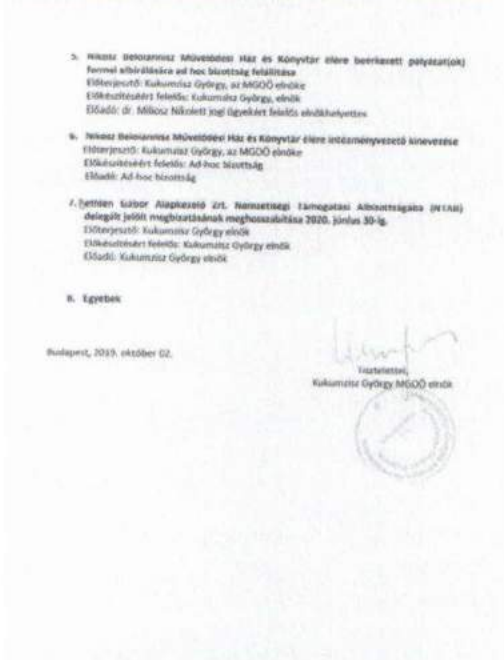 5. Nikosz Beloiannisz Művelődési Ház és Könyvtár élére beérkezett pályázat(ok)
formai elbírálására ad hoc bizottság felállítása
Előterjesztő: Kukumzisz György, az MGOÖ elnöke
Előkészítéséért felelős: Kukumzisz György, elnök
Előadó: dr. Milkosz Nikolett jogi ügyekért felelős elnökhelyettes
6. Nikosz Beloiannisz Művelődési Ház és Könyvtár élére intézményvezető kinevezése
Előterjesztő: Kukumzisz György, az MGOÖ elnöke
Előkészítéséért felelős: Ad-hoc bizottság
Előadó: Ad-hoc bizottság
7. Bethlen Gábor Alapkezelő Zrt. Nemzetiségi Támogatási Albizottságába (NTAB)
delegált jelölt megbízatásának meghosszabbítása 2020. június 30-ig.
Előterjesztő: Kukumzisz György elnök
Előkészítésért felelős: Kukumzisz György elnök
Előadó: Kukumzisz György elnök
8. Egyebek
Budapest, 2019. október 02.
Tisztelettel,
Kukumzisz György MGOÖ elnök